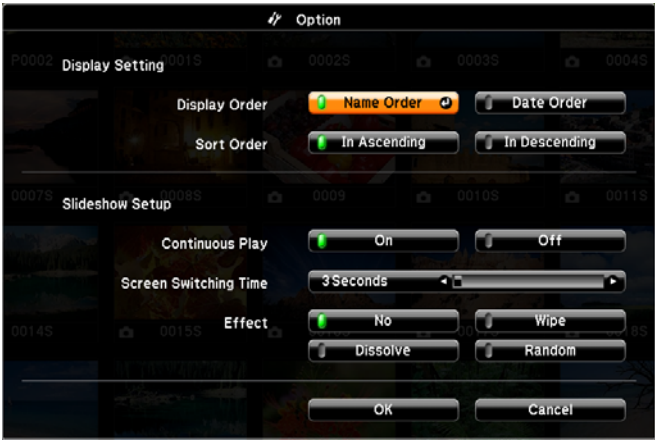 Option
P0002 0001S 0002S 0003S 0004S
Display Setting
Display Order Name Order Date Order
Sort Order In Ascending In Descending
0007S 0008S 0009 0010S 0011S
Slideshow Setup
Continuous Play On Off
Screen Switching Time 3Seconds
Effect No Wipe
0014S 0015S
Dissolve Random
OK Cancel